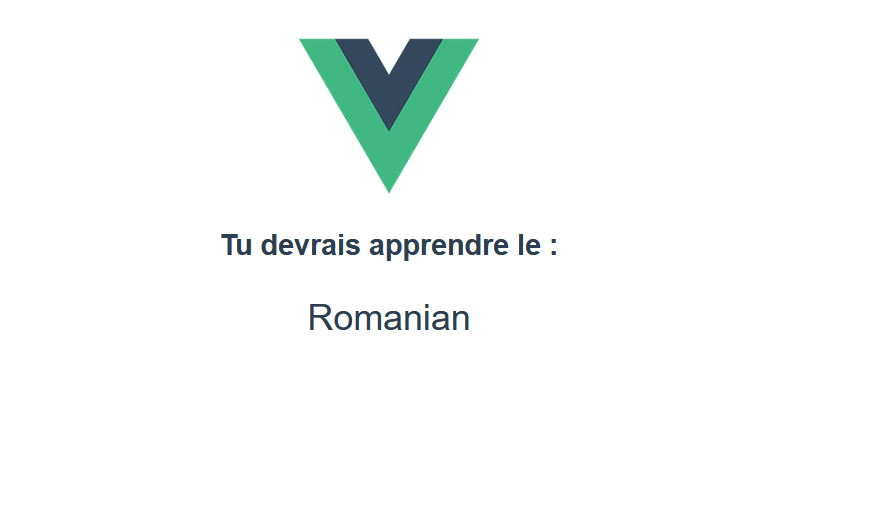 Tu devrais apprendre le :
Romanian